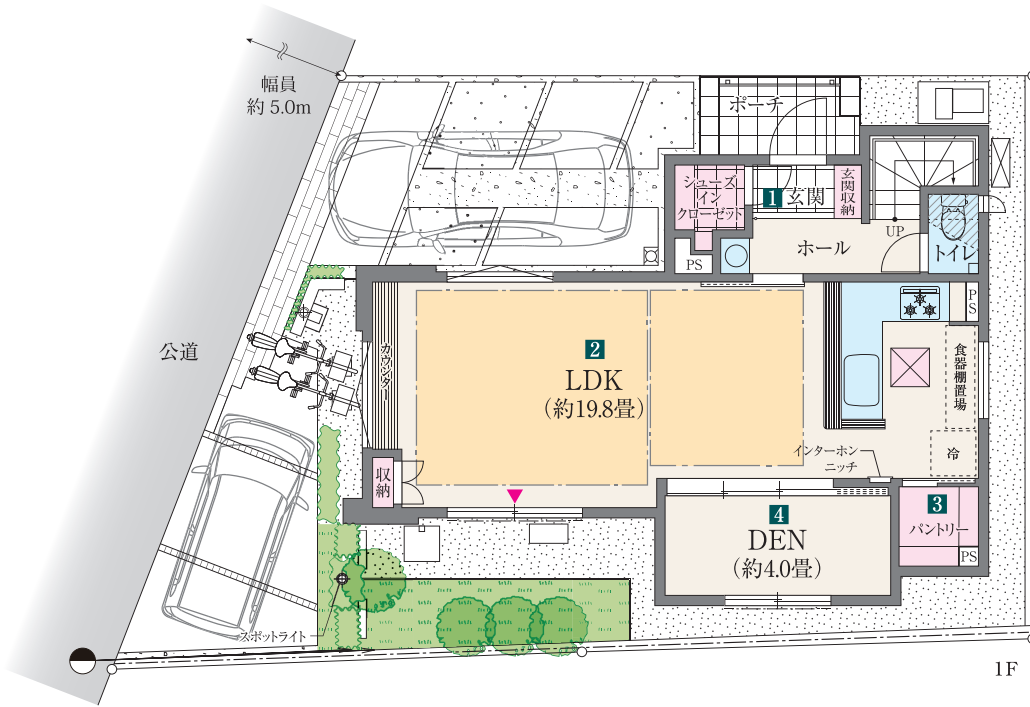 幅員
約 5.0m
公道
ポーチ
シューズ
イン
クローゼット
1 玄関
玄関収納
PS
ホール
UP
トイレ
PS
カウンター
2
LDK
（約19.8畳）
食器棚置場
冷
インターホン
ニッチ
収納
3
パントリー
PS
4
DEN
（約4.0畳）
スポットライト
1F